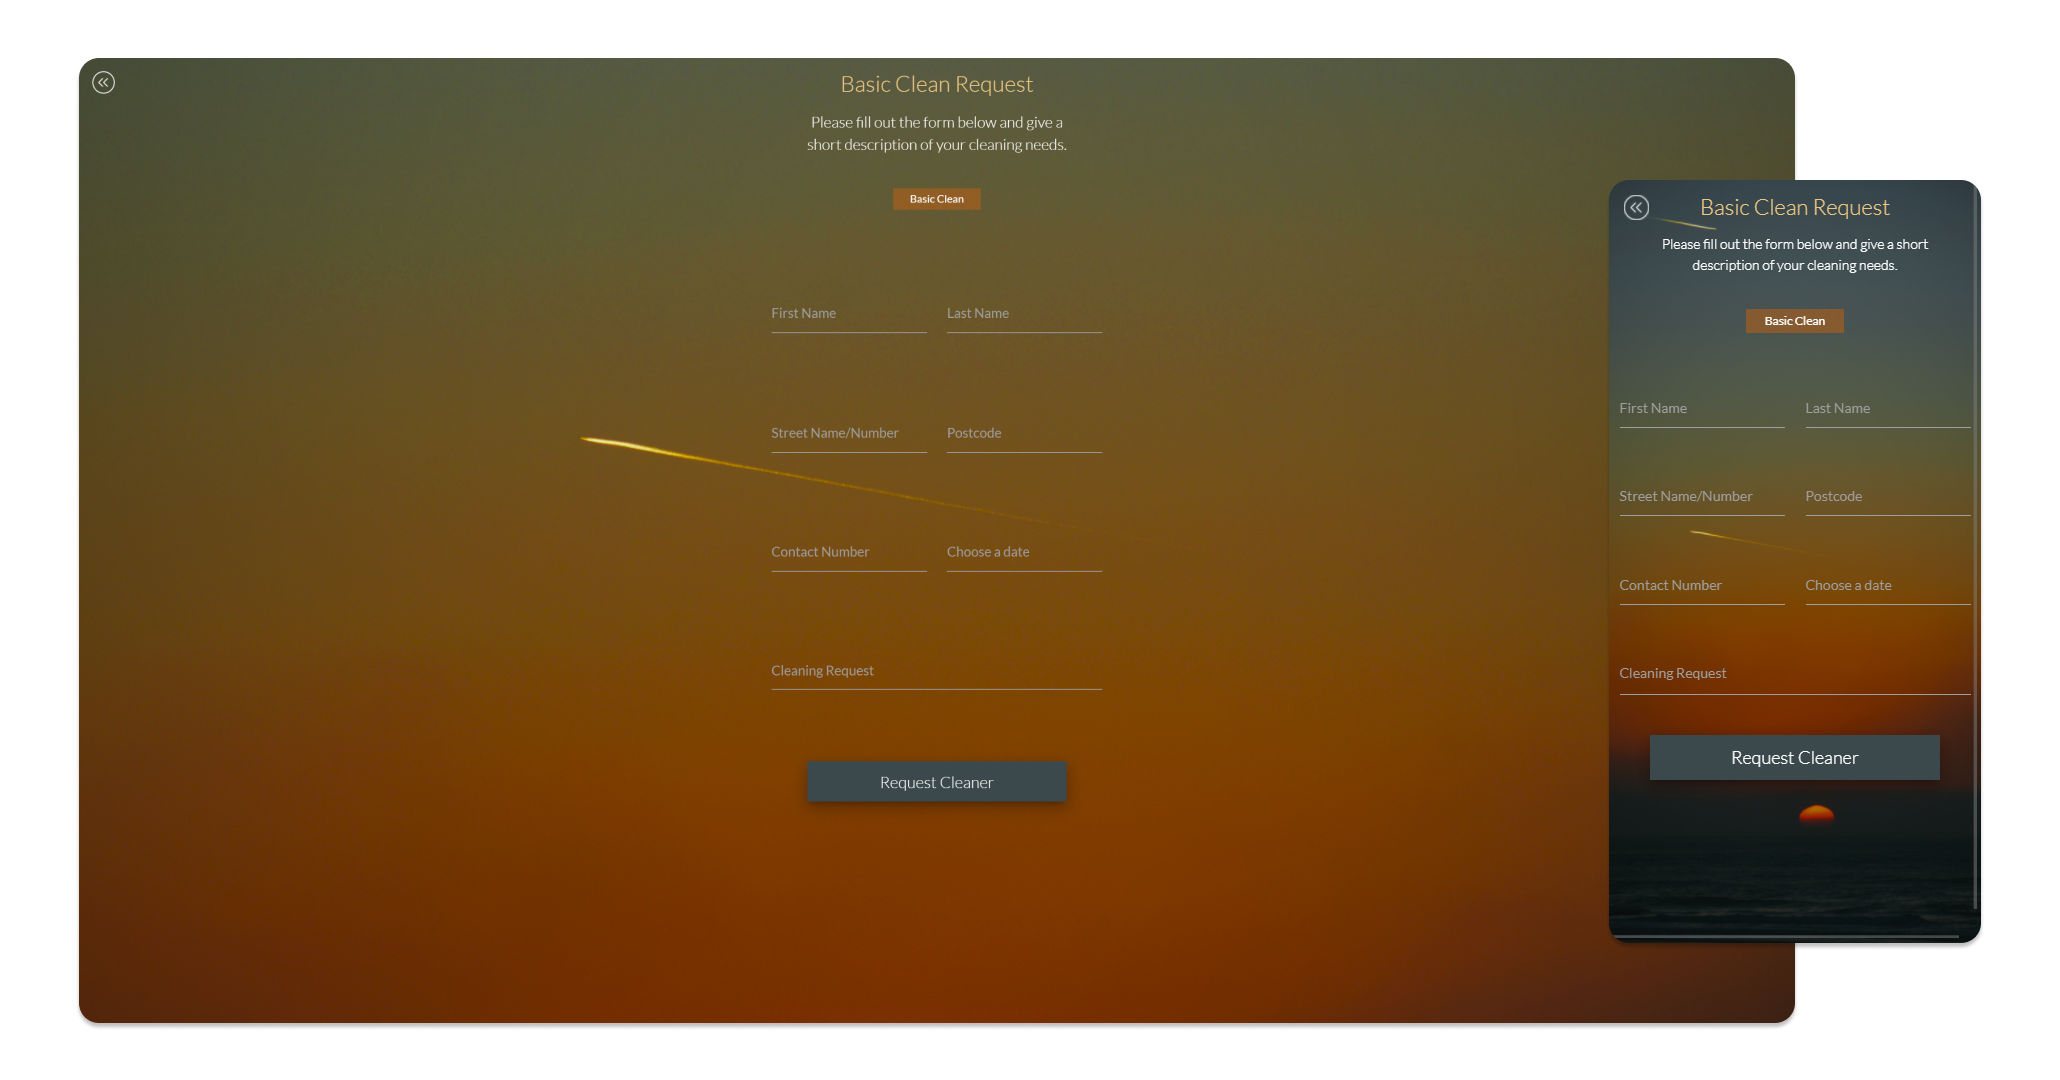 Basic Clean Request
Please fill out the form below and give a
short description of your cleaning needs.
Basic Clean
First Name
Last Name
Street Name/Number
Postcode
Contact Number
Choose a date
Cleaning Request
Request Cleaner
Basic Clean Request
Please fill out the form below and give a short
description of your cleaning needs.
Basic Clean
First Name
Last Name
Street Name/Number
Postcode
Contact Number
Choose a date
Cleaning Request
Request Cleaner